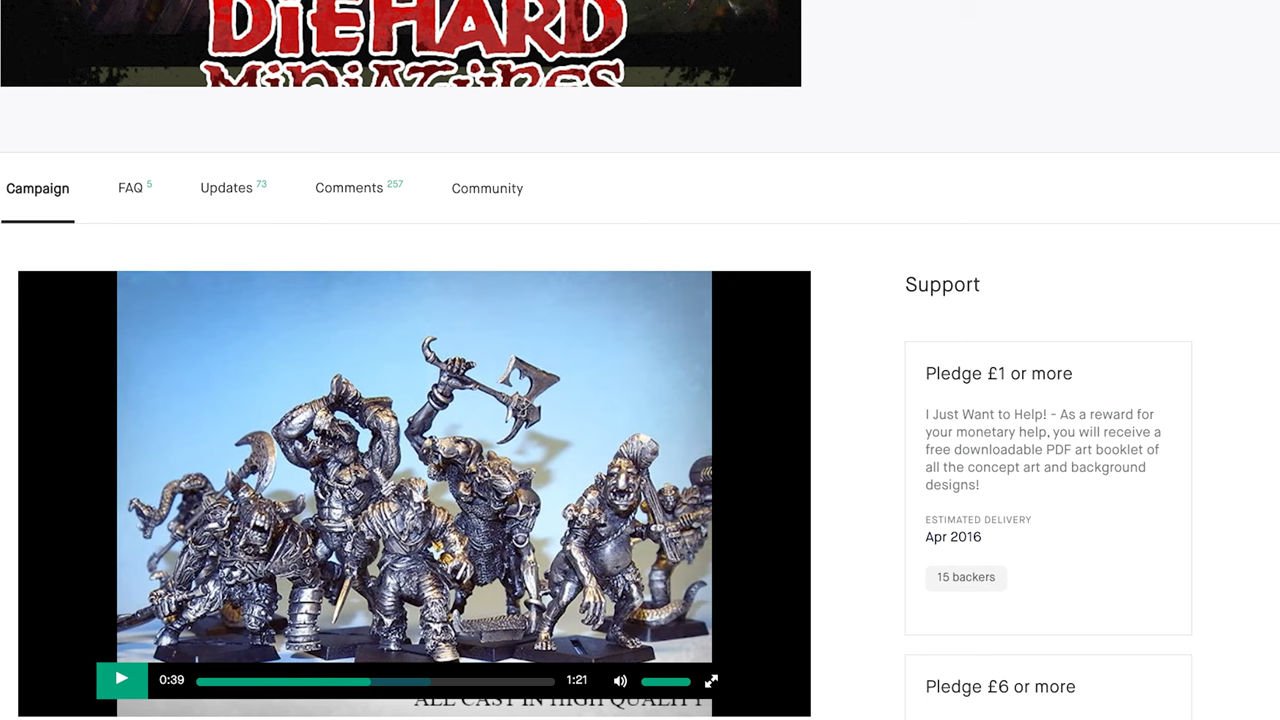 DiEHARD
MiNiATURES
Campaign
FAQ 5
Updates 73
Comments 257
Community
Support
Pledge £1 or more
I Just Want to Help! - As a reward for
your monetary help, you will receive a
free downloadable PDF art booklet of
all the concept art and background
designs!
ESTIMATED DELIVERY
Apr 2016
15 backers
0:39
1:21
ALL CAST IN HIGH QUALITY
Pledge £6 or more